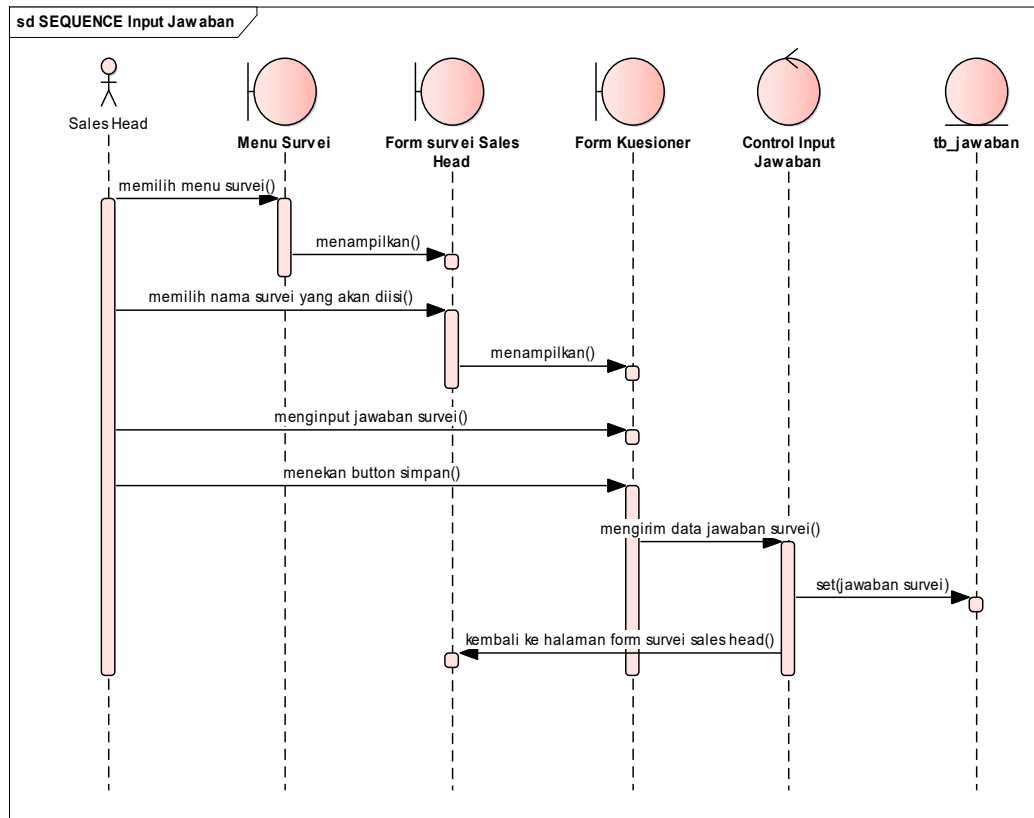 sd SEQUENCE Input Jawaban
Sales Head
Menu Survei
Form survei Sales
Head
Form Kuesioner
Control Input
Jawaban
tb_jawaban
memilih menu survei()
menampilkan()
memilih nama survei yang akan diisi()
menampilkan()
menginput jawaban survei()
menekan button simpan()
mengirim data jawaban survei()
set(jawaban survei)
kembali ke halaman form survei sales head()